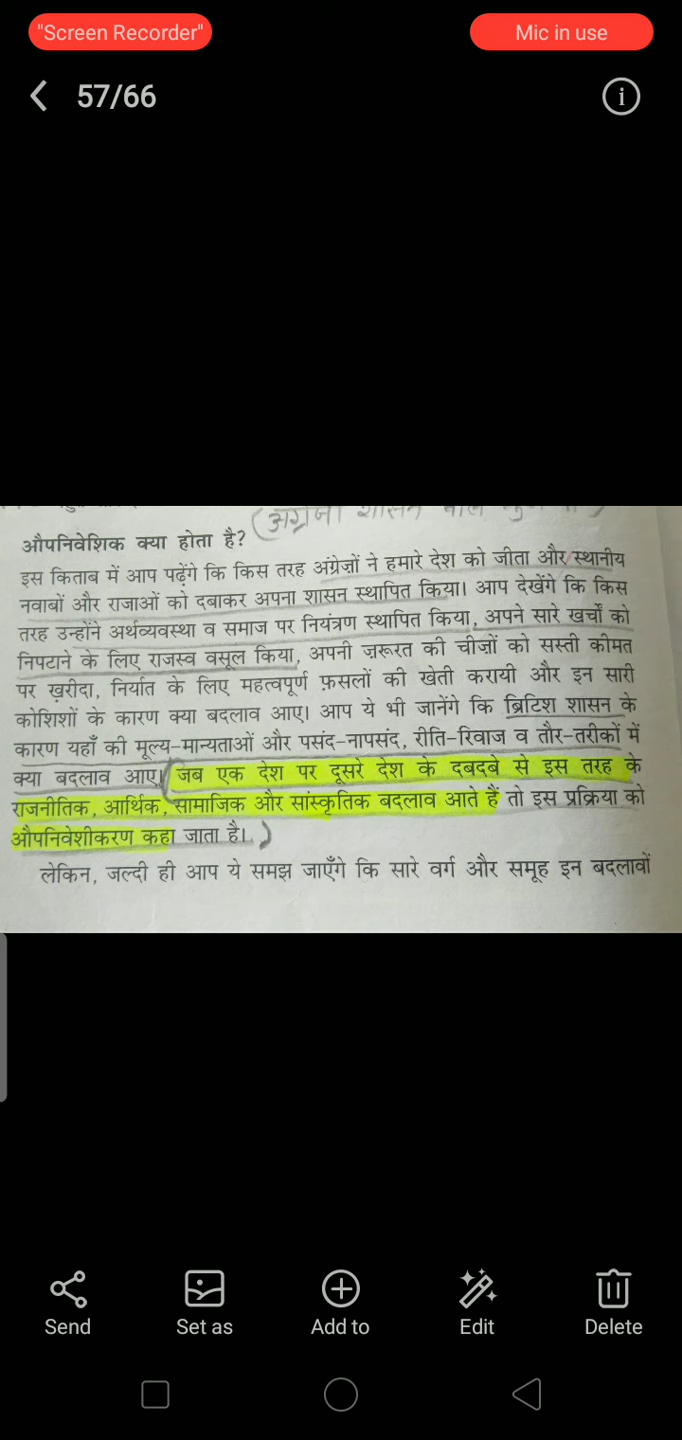 "Screen Recorder"
Mic in use
57/66
(अंग्रेजी शासन
औपनिवेशिक क्या होता है?
इस किताब में आप पढ़ेंगे कि किस तरह अंग्रेज़ों ने हमारे देश को जीता और स्थानीय
नवाबों और राजाओं को दबाकर अपना शासन स्थापित किया। आप देखेंगे कि किस
तरह उन्होंने अर्थव्यवस्था व समाज पर नियंत्रण स्थापित किया, अपने सारे खर्चों को
निपटाने के लिए राजस्व वसूल किया, अपनी ज़रूरत की चीज़ों को सस्ती कीमत
पर ख़रीदा, निर्यात के लिए महत्वपूर्ण फ़सलों की खेती करायी और इन सारी
कोशिशों के कारण क्या बदलाव आए। आप ये भी जानेंगे कि ब्रिटिश शासन के
कारण यहाँ की मूल्य-मान्यताओं और पसंद-नापसंद, रीति-रिवाज व तौर-तरीकों में
क्या बदलाव आए। (जब एक देश पर दूसरे देश के दबदबे से इस तरह के
राजनीतिक, आर्थिक, सामाजिक और सांस्कृतिक बदलाव आते हैं तो इस प्रक्रिया को
औपनिवेशीकरण कहा जाता है।)
लेकिन, जल्दी ही आप ये समझ जाएँगे कि सारे वर्ग और समूह इन बदलावों
Send
Set as
Add to
Edit
Delete